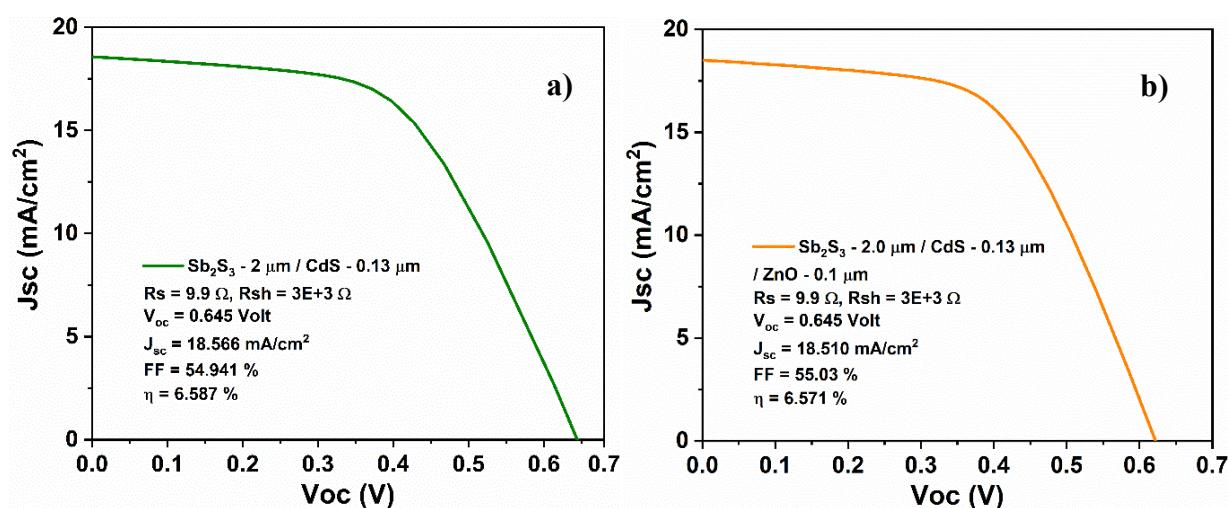 20
15
10
5
0
Jsc (mA/cm²)
a)
Sb₂S₃ - 2 μm / CdS - 0.13 μm
Rs = 9.9 Ω, Rsh = 3E+3 Ω
Vₒc = 0.645 Volt
Jsc = 18.566 mA/cm²
FF = 54.941 %
η = 6.587 %
0.0 0.1 0.2 0.3 0.4 0.5 0.6 0.7
Voc (V)
20
15
10
5
0
Jsc (mA/cm²)
b)
Sb₂S₃ - 2.0 μm / CdS - 0.13 μm
/ ZnO - 0.1 μm
Rs = 9.9 Ω, Rsh = 3E+3 Ω
Vₒc = 0.645 Volt
Jsc = 18.510 mA/cm²
FF = 55.03 %
η = 6.571 %
0.0 0.1 0.2 0.3 0.4 0.5 0.6 0.7
Voc (V)